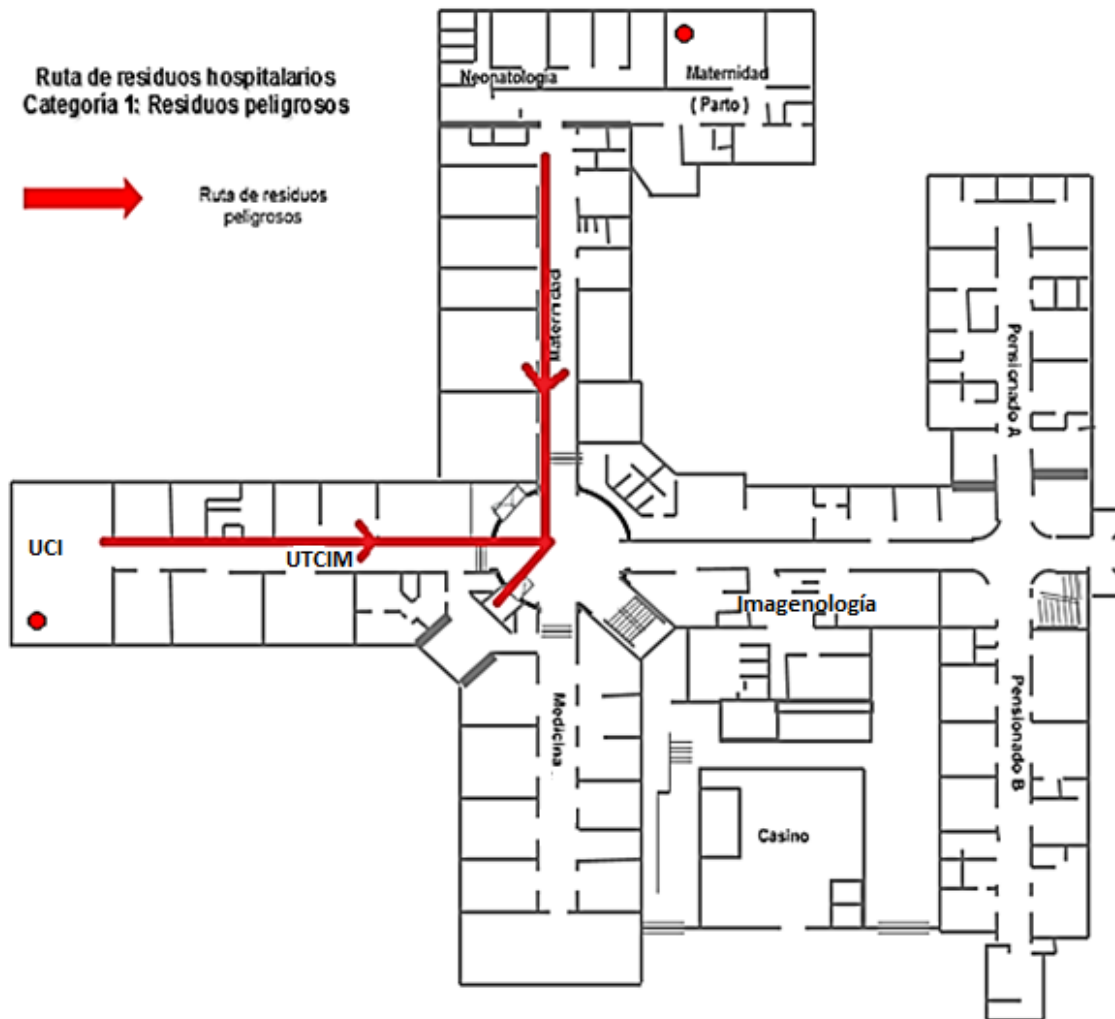 Ruta de residuos hospitalarios
Categoría 1: Residuos peligrosos
Ruta de residuos
peligrosos
Neonatología
Maternidad
( Parto )
Maternidad
Pensionado A
UCI
UTCIM
Imagenología
Medicina
Pensionado B
Casino